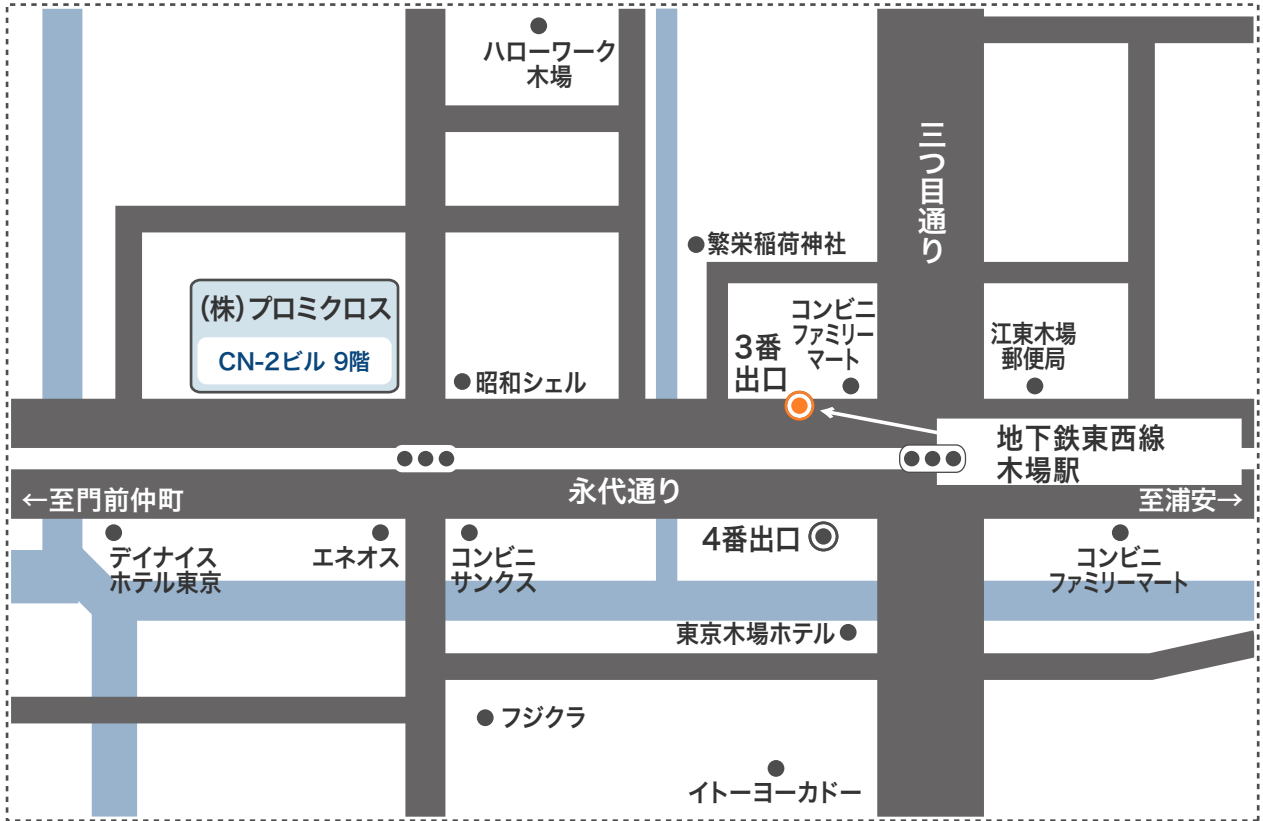 ハローワーク
木場
三つ目通り
繁栄稲荷神社
(株)プロミクロス
CN-2ビル 9階
コンビニ
ファミリー
マート
3番
出口
江東木場
郵便局
昭和シェル
地下鉄東西線
木場駅
←至門前仲町
永代通り
至浦安→
デイナイス
ホテル東京
エネオス
コンビニ
サンクス
4番出口
コンビニ
ファミリーマート
東京木場ホテル
フジクラ
イトーヨーカドー